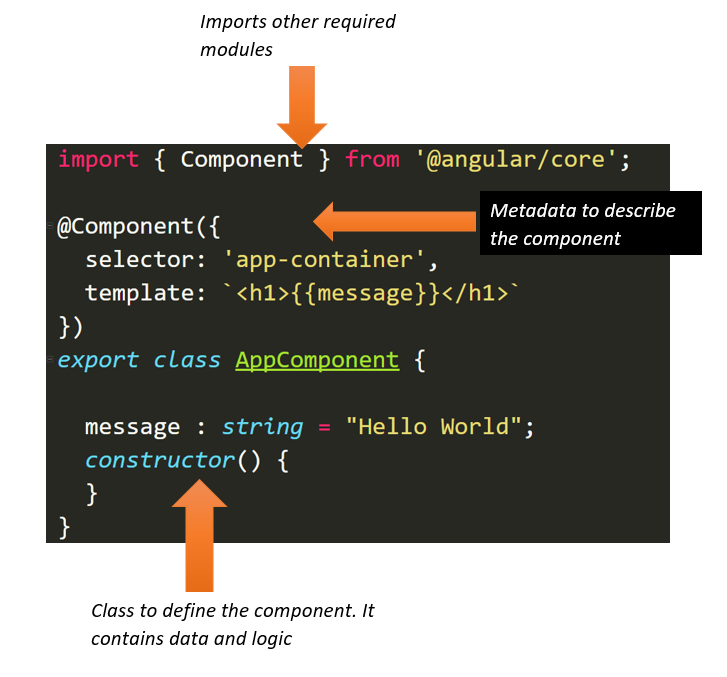 Imports other required
modules
import { Component } from '@angular/core';
@Component({
Metadata to describe
the component
  selector: 'app-container',
  template: `<h1>{{message}}</h1>`
})
export class AppComponent {
  message : string = "Hello World";
  constructor() {
  }
}
Class to define the component. It
contains data and logic